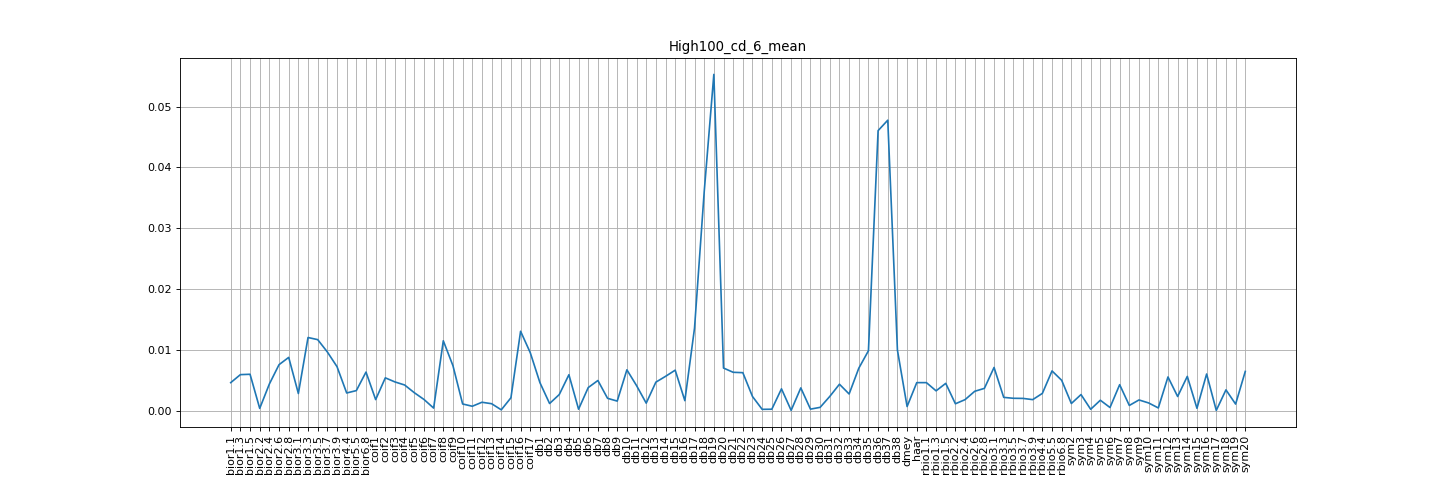 High100_cd_6_mean
0.05
0.04
0.03
0.02
0.01
0.00
bior1.1
bior1.3
bior1.5
bior2.2
bior2.4
bior2.6
bior2.8
bior3.1
bior3.3
bior3.5
bior3.7
bior3.9
bior4.4
bior5.5
bior6.8
coif1
coif2
coif3
coif4
coif5
coif6
coif7
coif8
coif9
coif10
coif11
coif12
coif13
coif14
coif15
coif16
coif17
db1
db2
db3
db4
db5
db6
db7
db8
db9
db10
db11
db12
db13
db14
db15
db16
db17
db18
db19
db20
db21
db22
db23
db24
db25
db26
db27
db28
db29
db30
db31
db32
db33
db34
db35
db36
db37
db38
dmey
haar
rbio1.1
rbio1.3
rbio1.5
rbio2.2
rbio2.4
rbio2.6
rbio2.8
rbio3.1
rbio3.3
rbio3.5
rbio3.7
rbio3.9
rbio4.4
rbio5.5
rbio6.8
sym2
sym3
sym4
sym5
sym6
sym7
sym8
sym9
sym10
sym11
sym12
sym13
sym14
sym15
sym16
sym17
sym18
sym19
sym20